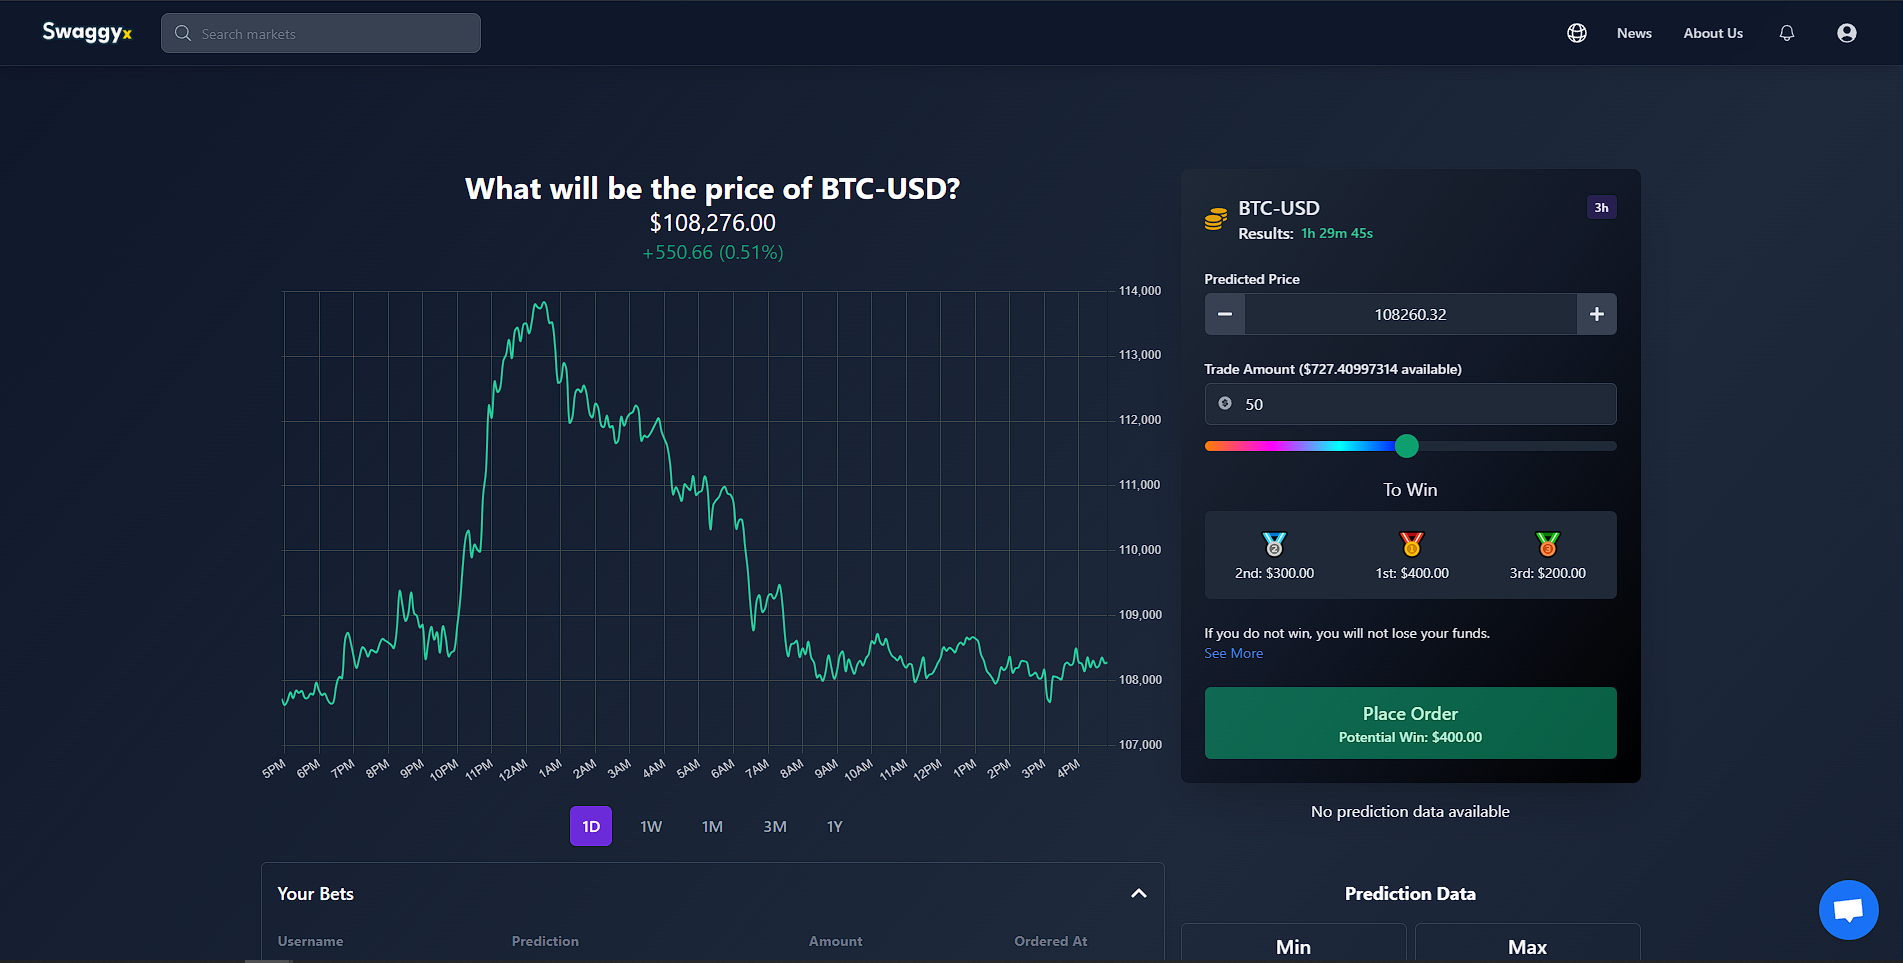 Swaggyx
Search markets
News
About Us
What will be the price of BTC-USD?
$108,276.00
+550.66 (0.51%)
114,000
113,000
112,000
111,000
110,000
109,000
108,000
107,000
5PM 6PM 7PM 8PM 9PM 10PM 11PM 12AM 1AM 2AM 3AM 4AM 5AM 6AM 7AM 8AM 9AM 10AM 11AM 12PM 1PM 2PM 3PM 4PM
1D 1W 1M 3M 1Y
Your Bets
Username Prediction Amount Ordered At
BTC-USD
3h
Results: 1h 29m 45s
Predicted Price
108260.32
Trade Amount ($727.40997314 available)
50
To Win
2 1 3
2nd: $300.00 1st: $400.00 3rd: $200.00
If you do not win, you will not lose your funds.
See More
Place Order
Potential Win: $400.00
No prediction data available
Prediction Data
Min Max